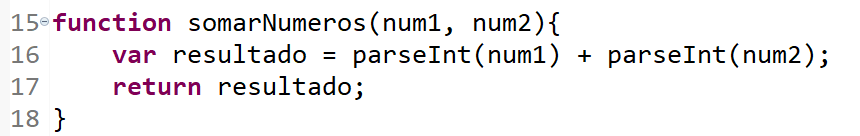 15 function somarNumeros(num1, num2){
16     var resultado = parseInt(num1) + parseInt(num2);
17     return resultado;
18 }